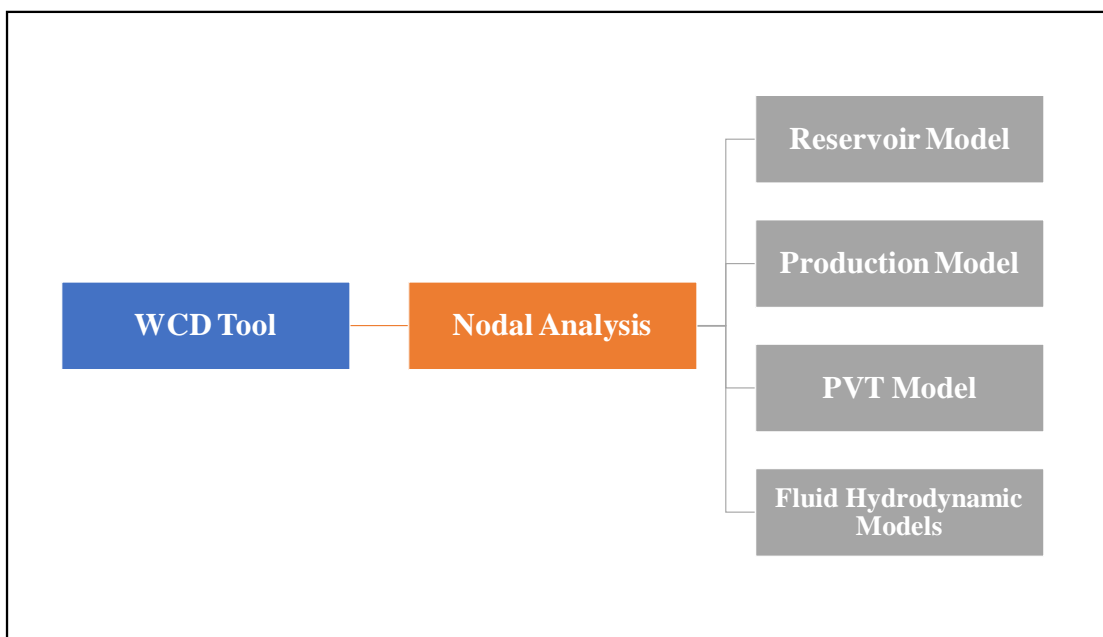 Reservoir Model
Production Model
WCD Tool
Nodal Analysis
PVT Model
Fluid Hydrodynamic
Models